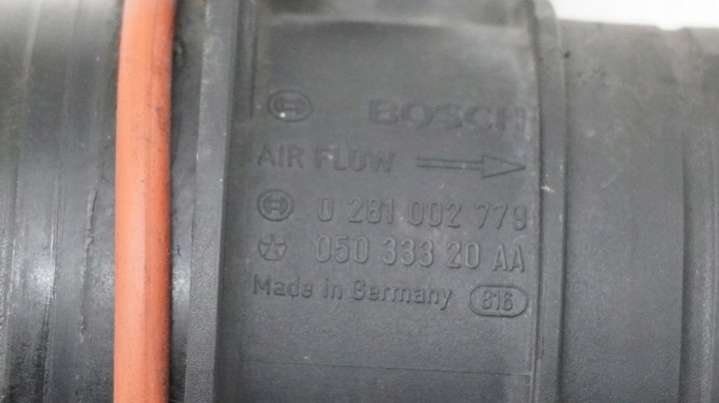 BOSCH
AIR FLOW
0 281 002 779
050 333 20 AA
Made in Germany 816